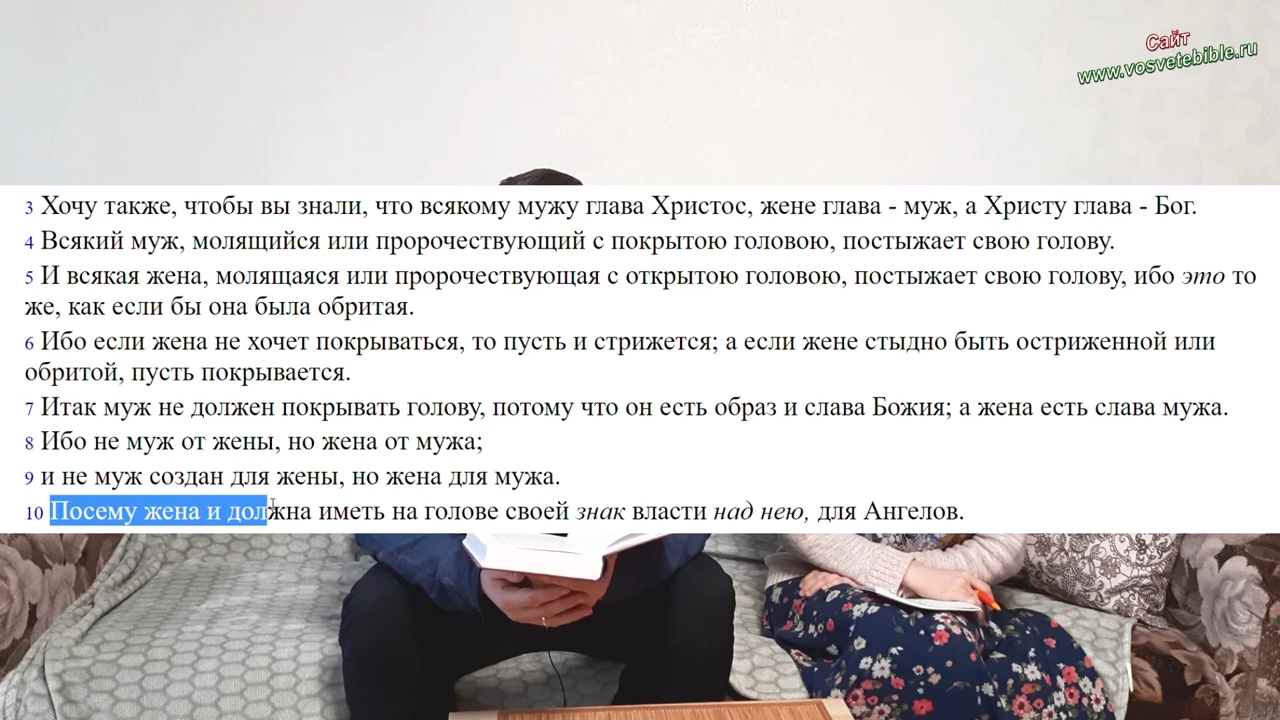 Сайт
www.vosvetebible.ru
3 Хочу также, чтобы вы знали, что всякому мужу глава Христос, жене глава - муж, а Христу глава - Бог.
4 Всякий муж, молящийся или пророчествующий с покрытою головою, постыжает свою голову.
5 И всякая жена, молящаяся или пророчествующая с открытою головою, постыжает свою голову, ибо это то
же, как если бы она была обритая.
6 Ибо если жена не хочет покрываться, то пусть и стрижется; а если жене стыдно быть остриженной или
обритой, пусть покрывается.
7 Итак муж не должен покрывать голову, потому что он есть образ и слава Божия; а жена есть слава мужа.
8 Ибо не муж от жены, но жена от мужа;
9 и не муж создан для жены, но жена для мужа.
10 Посему жена и должна иметь на голове своей знак власти над нею, для Ангелов.